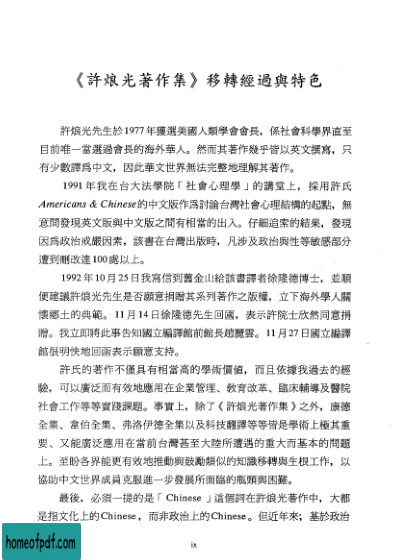 《許烺光著作集》移轉經過與特色
許烺光先生於1977年獲選美國人類學會會長，係社會科學界直至
目前唯一當選過會長的海外華人。然而其著作幾乎皆以英文撰寫，只
有少數譯爲中文，因此華文世界無法完整地理解其著作。
1991年我在台大法學院「社會心理學」的講堂上，採用許氏
Americans & Chinese的中文版作爲討論台灣社會心理結構的起點，無
意間發現英文版與中文版之間有相當的出入。仔細追索的結果，發現
因爲政治戒嚴因素，該書在台灣出版時，凡涉及政治與性等敏感部分
遭到刪改達100處以上。
1992年10月25日我寫信到舊金山給該書譯者徐隆德博士，並順
便建議許烺光先生是否願意捐贈其系列著作之版權，立下海外學人關
懷鄉土的典範。11月14日徐隆德先生回國，表示許院士欣然同意捐
贈。我立即將此事告知國立編譯館前館長趙麗雲。11月27日國立編譯
館很明快地回函表示願意支持。
許氏的著作不僅具有相當高的學術價值，而且依據我過去的經
驗，可以廣泛而有效地應用在企業管理、教育改革、臨床輔導及醫院
社會工作等等實踐課題。事實上，除了《許烺光著作集》之外，康德
全集、韋伯全集、弗洛伊德全集以及科技翻譯等等皆是學術上極其重
要、又能廣泛應用在當前台灣甚至大陸所遭遇的重大而基本的問題
上。至盼各界能更有效地推動與鼓勵類似的知識移轉與生根工作，以
協助中文世界成員克服進一步發展所面臨的瓶頸與困難。
最後，必須一提的是「Chinese」這個詞在許烺光著作中，大都
是指文化上的Chinese，而非政治上的Chinese。但近年來；基於政治
ix
homeofpdf.com
homeofpdf.com